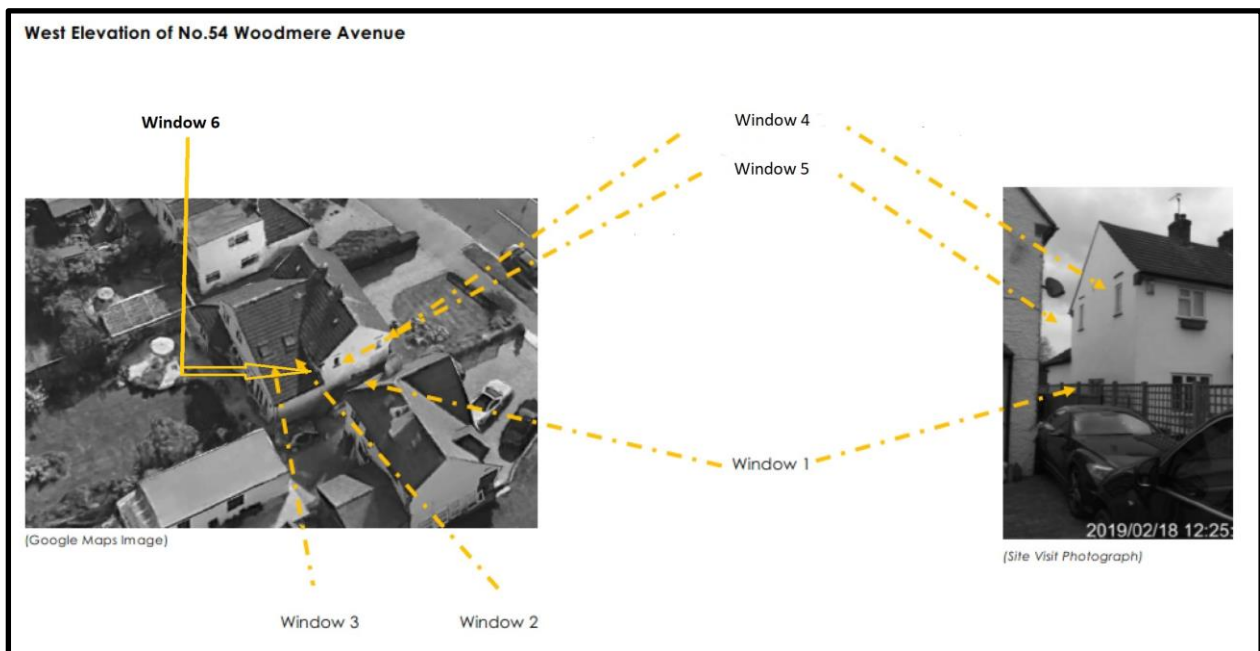 West Elevation of No.54 Woodmere Avenue
Window 6
Window 4
Window 5
Window 1
2019/02/18 12:25:
(Google Maps Image)
(Site Visit Photograph)
Window 3
Window 2